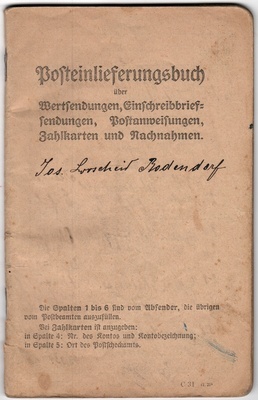 Posteinlieferungsbuch
über
Wertsendungen, Einschreibbrief-
sendungen, Postanweisungen,
Zahlkarten und Nachnahmen.
Jos. Lorscheid Rodendorf
Die Spalten 1 bis 6 sind vom Absender, die übrigen
vom Postbeamten auszufüllen.
Bei Zahlkarten ist anzugeben:
in Spalte 4: Nr. des Kontos und Kontobezeichnung;
in Spalte 5: Ort des Postscheckamts.